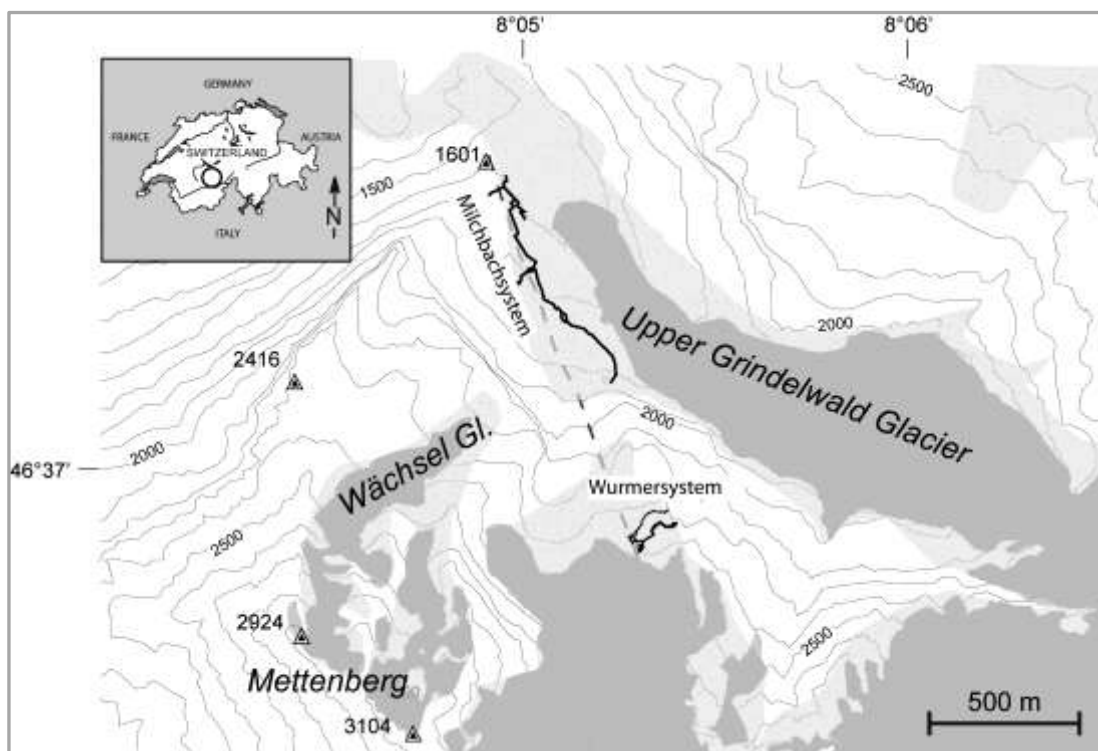 8°05'
8°06'
GERMANY
FRANCE
AUSTRIA
SWITZERLAND
N
ITALY
1601
1500
2500
Milchbachsystem
2000
Upper Grindelwald Glacier
2416
2000
2000
46°37'
Wächsel Gl.
Wurmersystem
2500
2924
2500
Mettenberg
3104
500 m